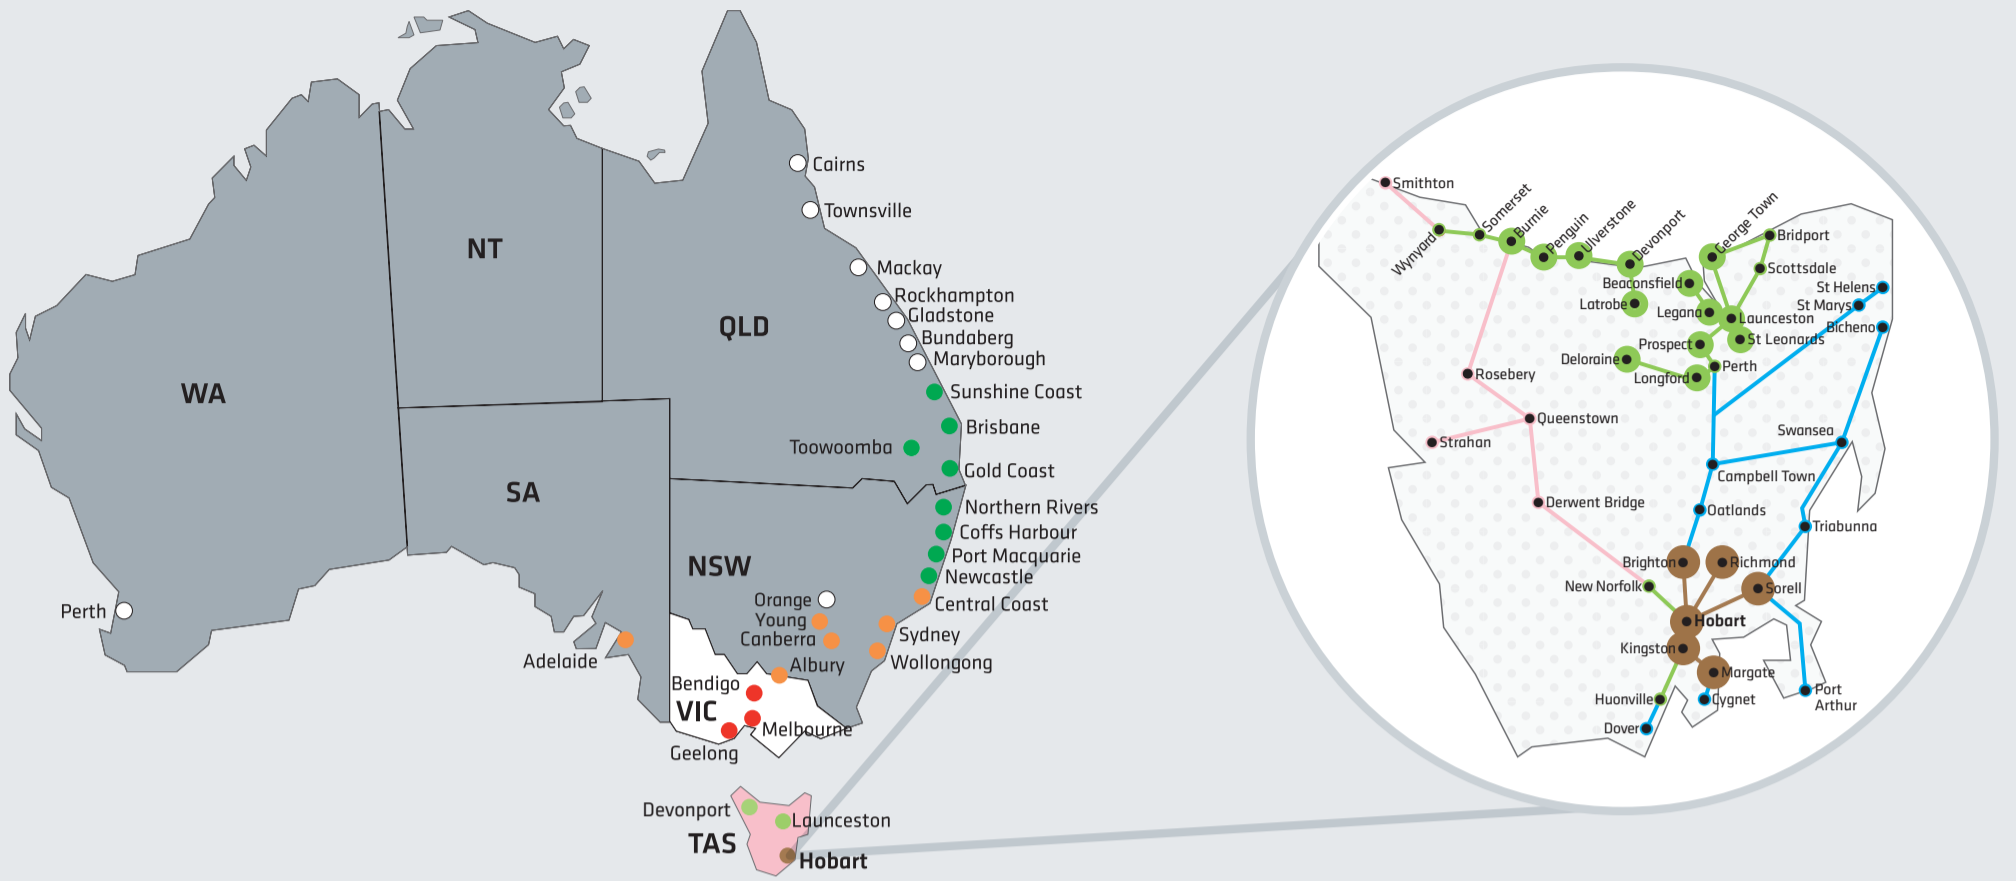 WA
NT
QLD
SA
NSW
VIC
TAS
Cairns
Townsville
Mackay
Rockhampton
Gladstone
Bundaberg
Maryborough
Sunshine Coast
Brisbane
Toowoomba
Gold Coast
Northern Rivers
Coffs Harbour
Port Macquarie
Newcastle
Central Coast
Orange
Young
Canberra
Sydney
Wollongong
Albury
Perth
Adelaide
Bendigo
Melbourne
Geelong
Devonport
Launceston
Hobart
Smithton
Wynyard
Somerset
Burnie
Penguin
Ulverstone
Devonport
George Town
Bridport
Scottsdale
Beaconsfield
Latrobe
Legana
Launceston
St Helens
St Marys
Bicheno
Prospect
St Leonards
Deloraine
Perth
Longford
Rosebery
Queenstown
Strahan
Swansea
Campbell Town
Derwent Bridge
Oatlands
Triabunna
Brighton
Richmond
New Norfolk
Sorell
Hobart
Kingston
Margate
Huonville
Cygnet
Port
Arthur
Dover